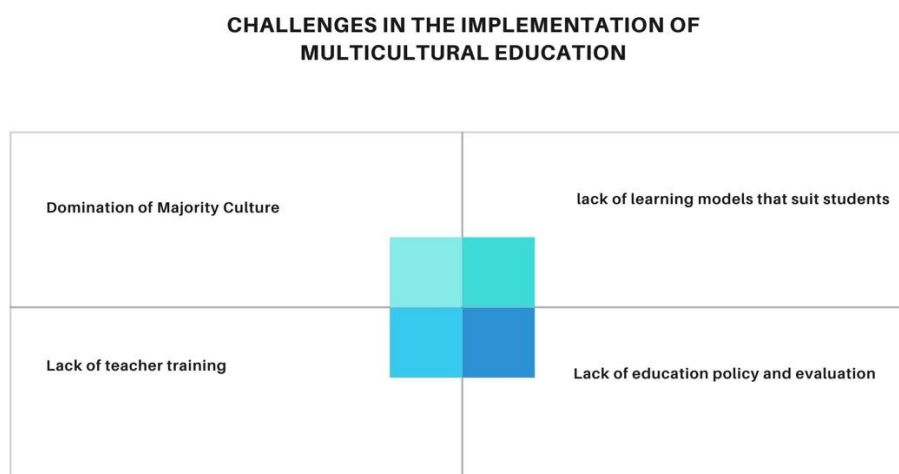 CHALLENGES IN THE IMPLEMENTATION OF
MULTICULTURAL EDUCATION
Domination of Majority Culture
lack of learning models that suit students
Lack of teacher training
Lack of education policy and evaluation